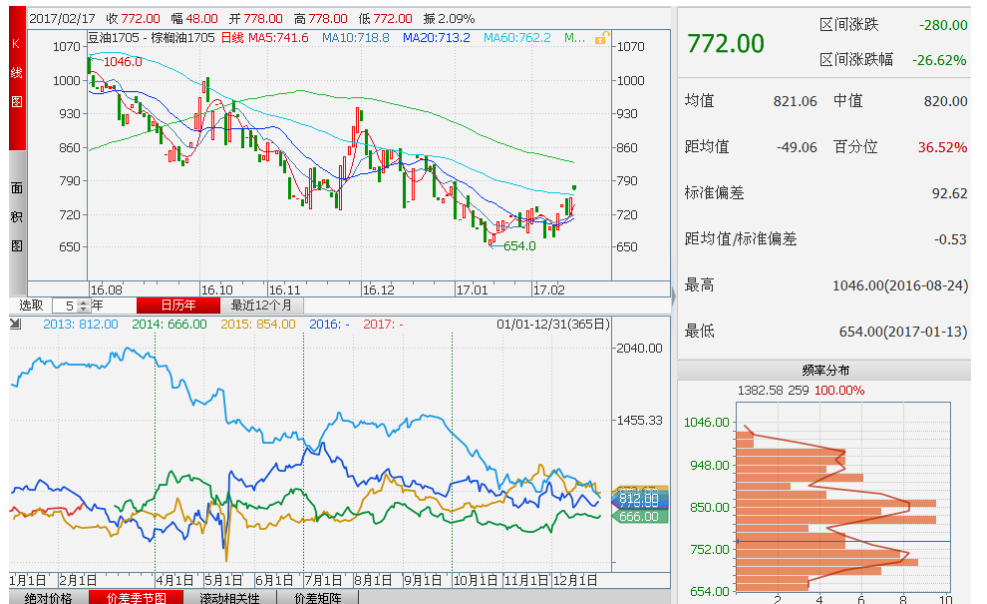 2017/02/17 收 772.00 幅 48.00 开 778.00 高 778.00 低 772.00 振 2.09%
K线图
面积图
豆油1705 - 棕榈油1705 日线 MA5:741.6 MA10:718.8 MA20:713.2 MA60:762.2 M...
1070 1070
1046.0
1000 1000
930 930
860 860
790 790
720 720
650 650
654.0
16.08 16.10 16.11 16.12 17.01 17.02
选取 5 年 日历年 最近12个月
2013: 812.00 2014: 666.00 2015: 854.00 2016: - 2017: - 01/01-12/31(365日)
2040.00
1455.33
812.00
666.00
1月1日 2月1日 4月1日 5月1日 6月1日 7月1日 8月1日 9月1日 10月1日 11月1日 12月1日
绝对价格 价差季节图 滚动相关性 价差矩阵
772.00
区间涨跌 -280.00
区间涨跌幅 -26.62%
均值 821.06 中值 820.00
距均值 -49.06 百分位 36.52%
标准偏差 92.62
距均值/标准偏差 -0.53
最高 1046.00(2016-08-24)
最低 654.00(2017-01-13)
频率分布
1382.58 259 100.00%
1046.00
948.00
850.00
752.00
654.00
2 4 6 8 10